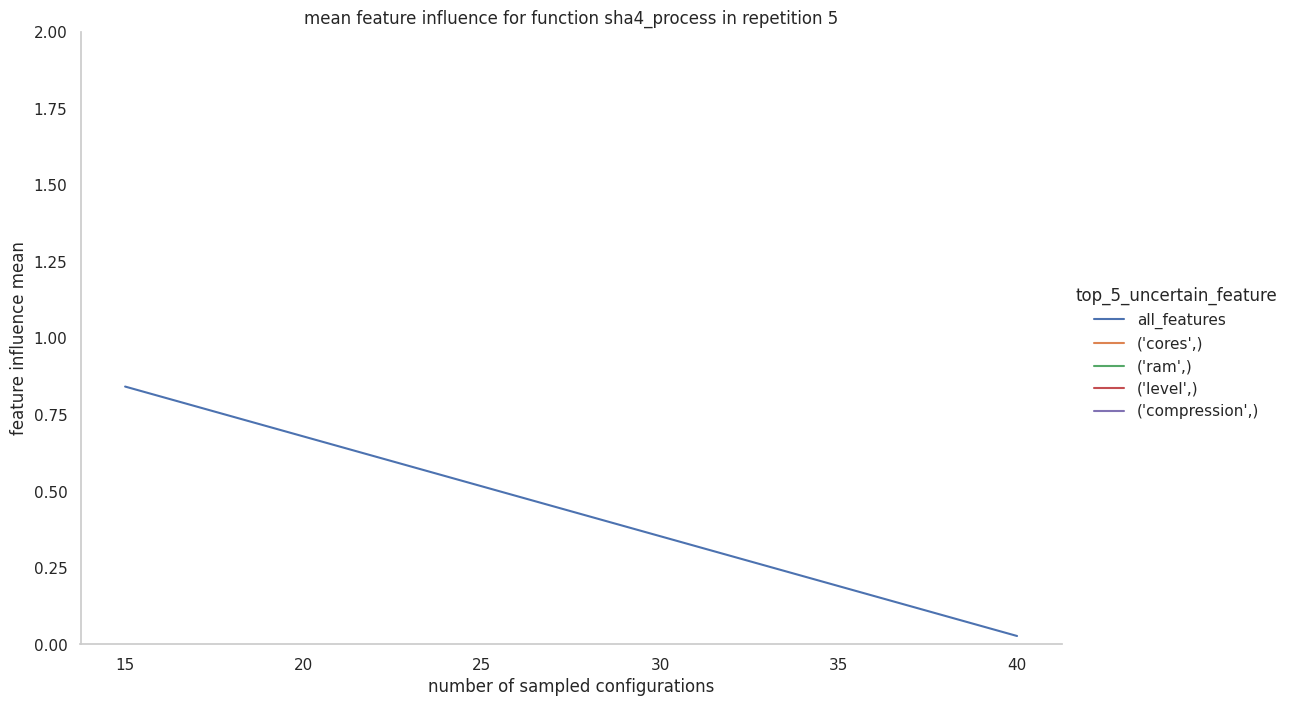 mean feature influence for function sha4_process in repetition 5
2.00
1.75
1.50
1.25
1.00
0.75
0.50
0.25
0.00
feature influence mean
15 20 25 30 35 40
number of sampled configurations
top_5_uncertain_feature
all_features
('cores',)
('ram',)
('level',)
('compression',)